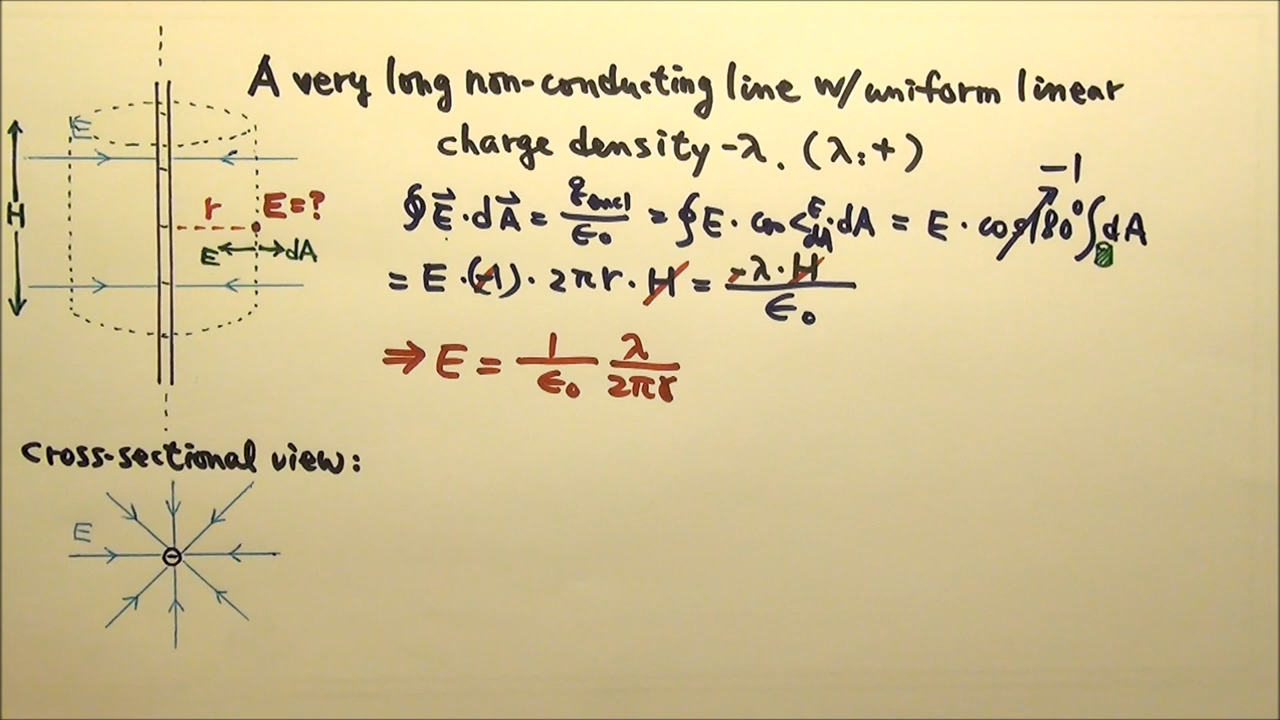 A very long non-conducting line w/uniform linear
charge density -λ. (λ:+)
E
H
r E=?
E dA
∮E⃗·dA⃗ = q encl / ε₀ = ∮E·cos<E dA·dA = E·cos180°∫dA
-1
= E·(-1)·2πr·H = -λ·H / ε₀
⇒ E = 1/ε₀ λ/2πr
cross-sectional view:
E